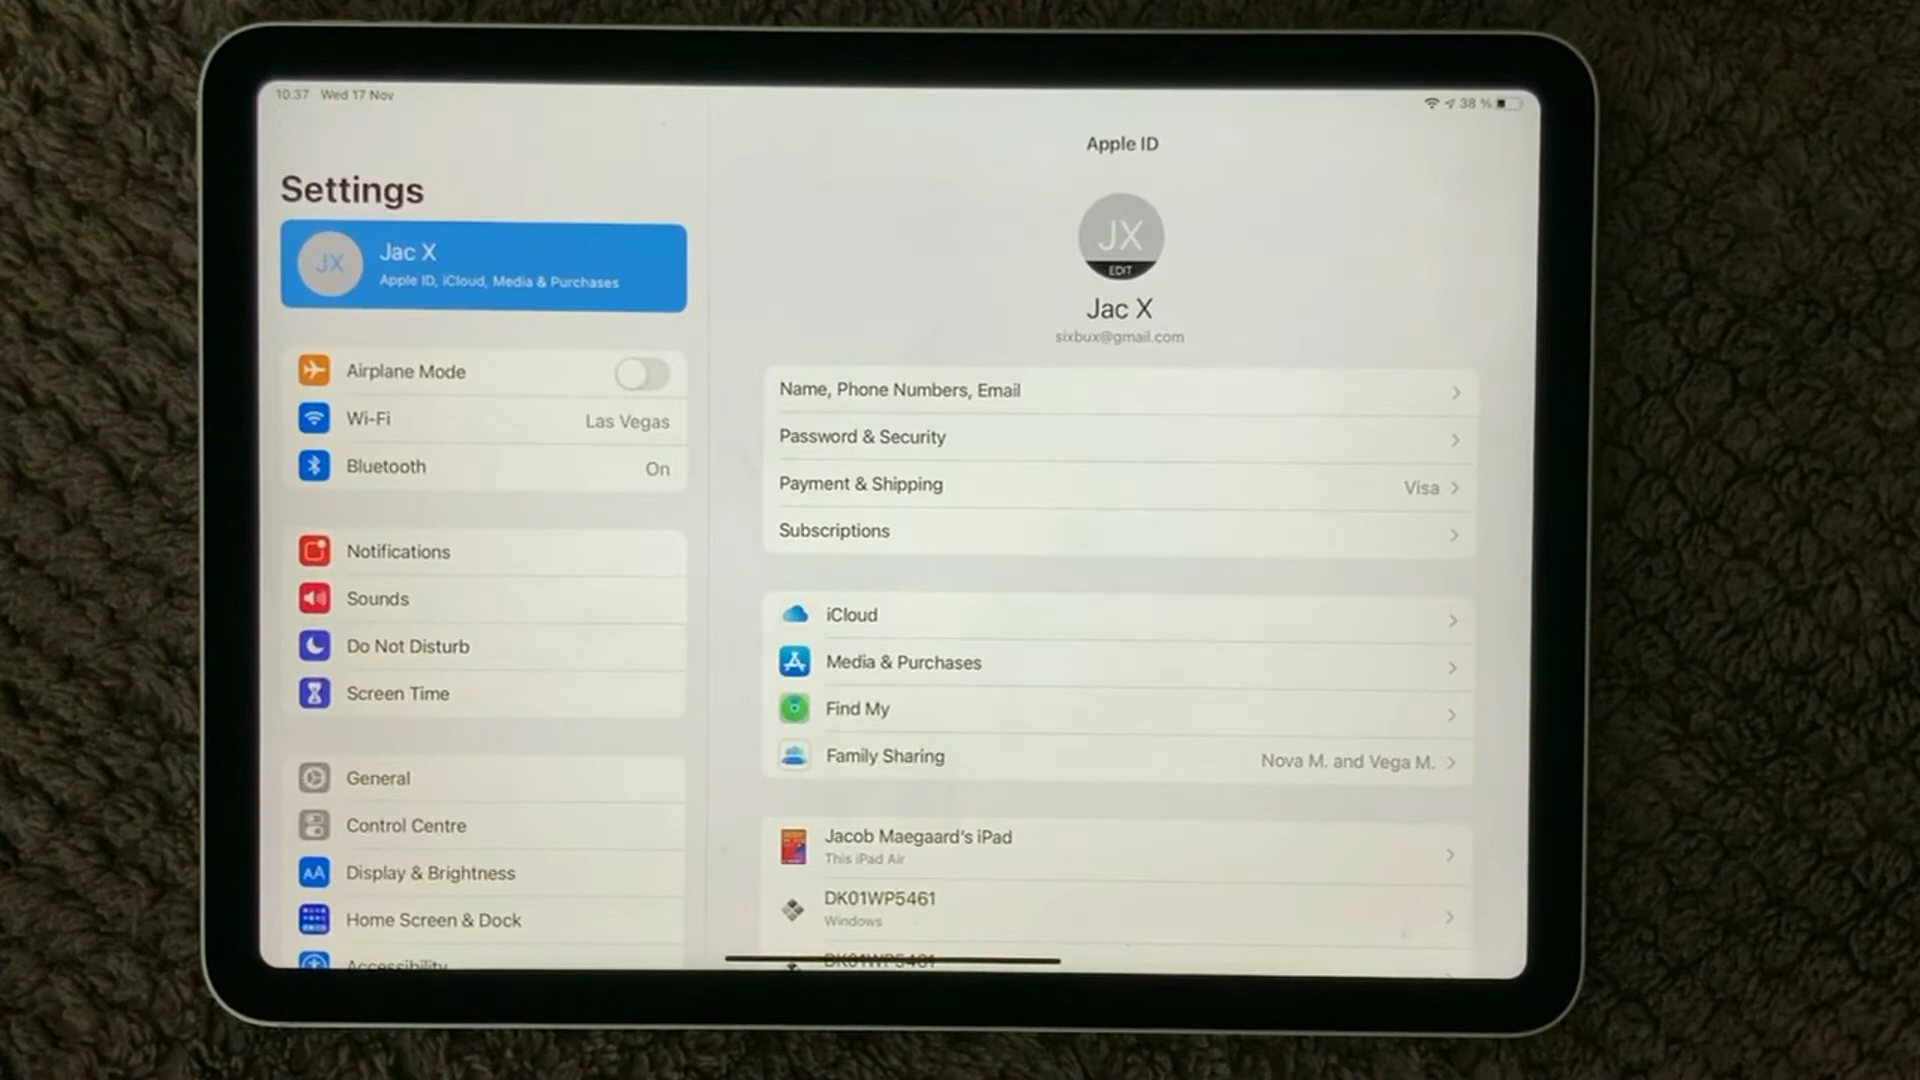 10.37 Wed 17 Nov
38 %
Settings
JX
Jac X
Apple ID, iCloud, Media & Purchases
Airplane Mode
Wi-Fi
Las Vegas
Bluetooth
On
Notifications
Sounds
Do Not Disturb
Screen Time
General
Control Centre
AA
Display & Brightness
Home Screen & Dock
Accessibility
Apple ID
JX
EDIT
Jac X
sixbux@gmail.com
Name, Phone Numbers, Email
Password & Security
Payment & Shipping
Visa
Subscriptions
iCloud
Media & Purchases
Find My
Family Sharing
Nova M. and Vega M.
Jacob Maegaard's iPad
This iPad Air
DK01WP5461
Windows
DK01WP5461